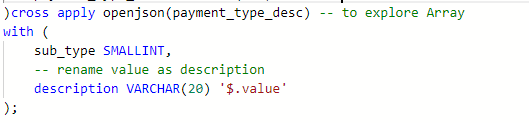 )cross apply openjson(payment_type_desc) -- to explore Array
with (
    sub_type SMALLINT,
    -- rename value as description
    description VARCHAR(20) '$.value'
);